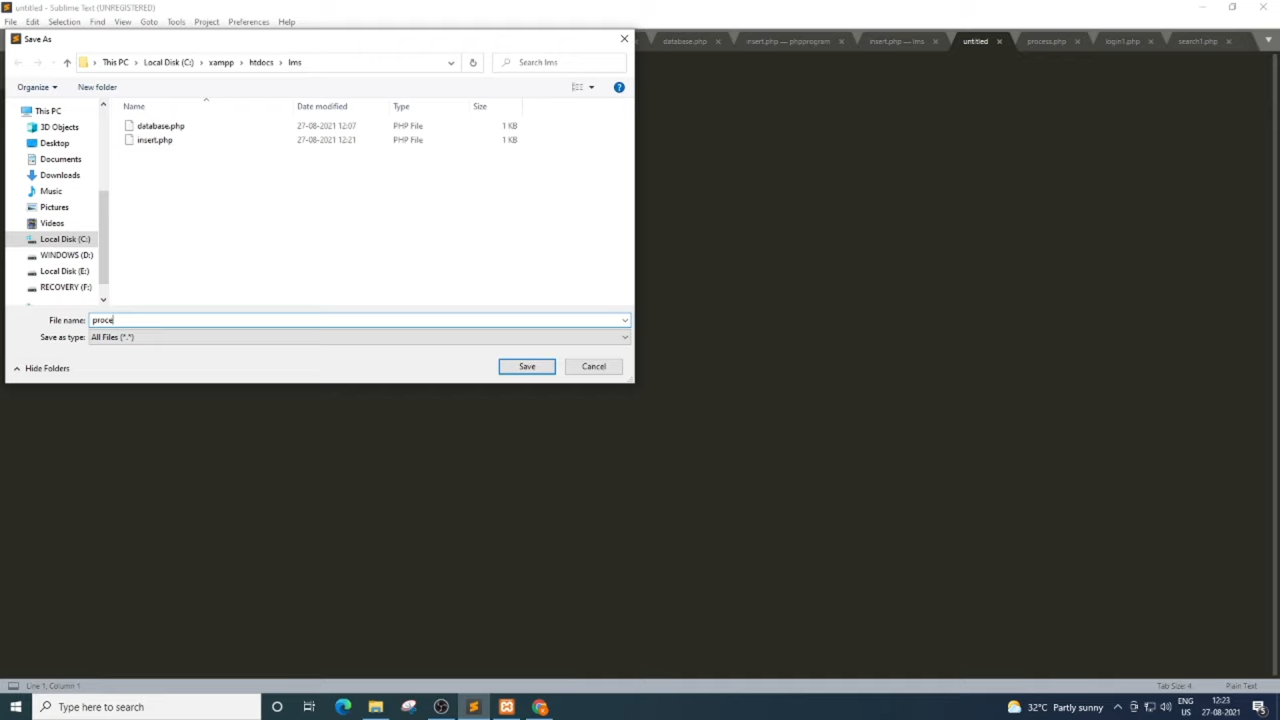 untitled - Sublime Text (UNREGISTERED)
File Edit Selection Find View Goto Tools Project Preferences Help
Save As
database.php insert.php — phpprogram insert.php — lms untitled process.php login1.php search1.php
This PC Local Disk (C:) xampp htdocs lms Search lms
Organize New folder
Name Date modified Type Size
This PC
database.php 27-08-2021 12:07 PHP File 1 KB
3D Objects
insert.php 27-08-2021 12:21 PHP File 1 KB
Desktop
Documents
Downloads
Music
Pictures
Videos
Local Disk (C:)
WINDOWS (D:)
Local Disk (E:)
RECOVERY (F:)
File name: proce
Save as type: All Files (*.*)
Hide Folders Save Cancel
Line 1, Column 1 Tab Size: 4 Plain Text
Type here to search 32°C Partly sunny ENG US 12:23 27-08-2021 5